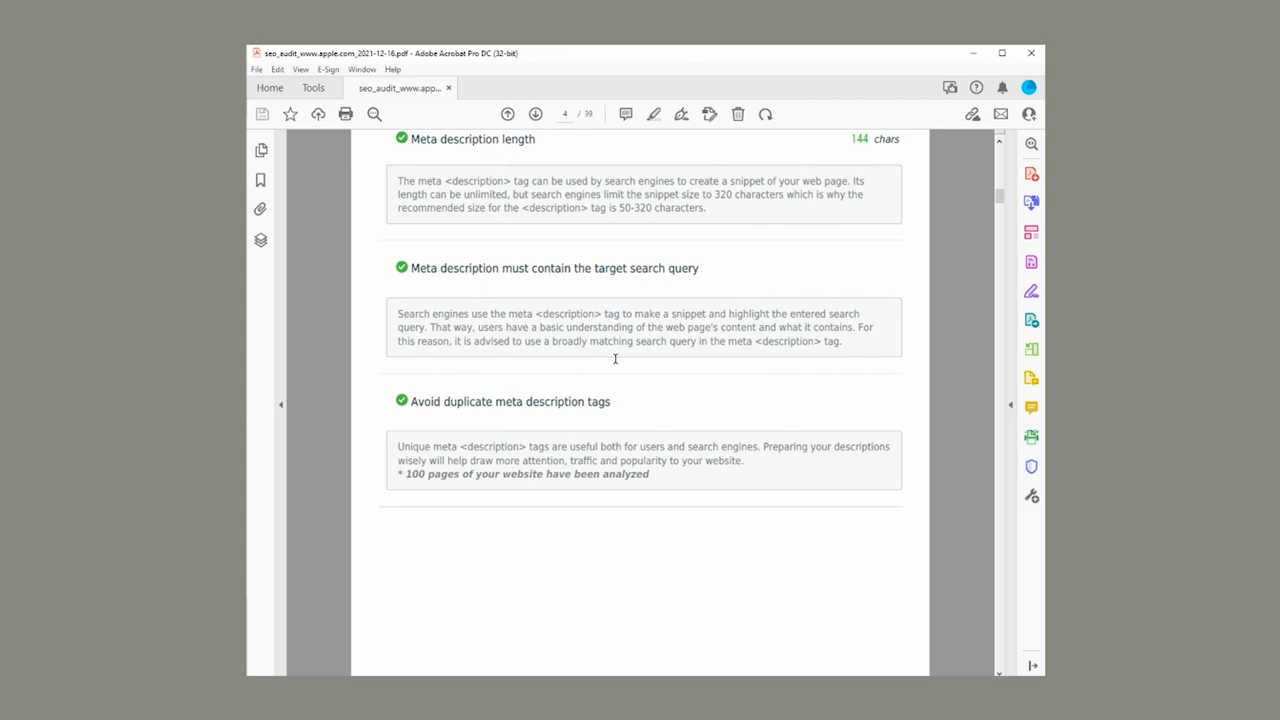 seo_audit_www.apple.com_2021-12-16.pdf - Adobe Acrobat Pro DC (32-bit)
File Edit View E-Sign Window Help
Home Tools seo_audit_www.app... ×
4 / 39
Meta description length 144 chars
The meta <description> tag can be used by search engines to create a snippet of your web page. Its
length can be unlimited, but search engines limit the snippet size to 320 characters which is why the
recommended size for the <description> tag is 50-320 characters.
Meta description must contain the target search query
Search engines use the meta <description> tag to make a snippet and highlight the entered search
query. That way, users have a basic understanding of the web page's content and what it contains. For
this reason, it is advised to use a broadly matching search query in the meta <description> tag.
Avoid duplicate meta description tags
Unique meta <description> tags are useful both for users and search engines. Preparing your descriptions
wisely will help draw more attention, traffic and popularity to your website.
* 100 pages of your website have been analyzed